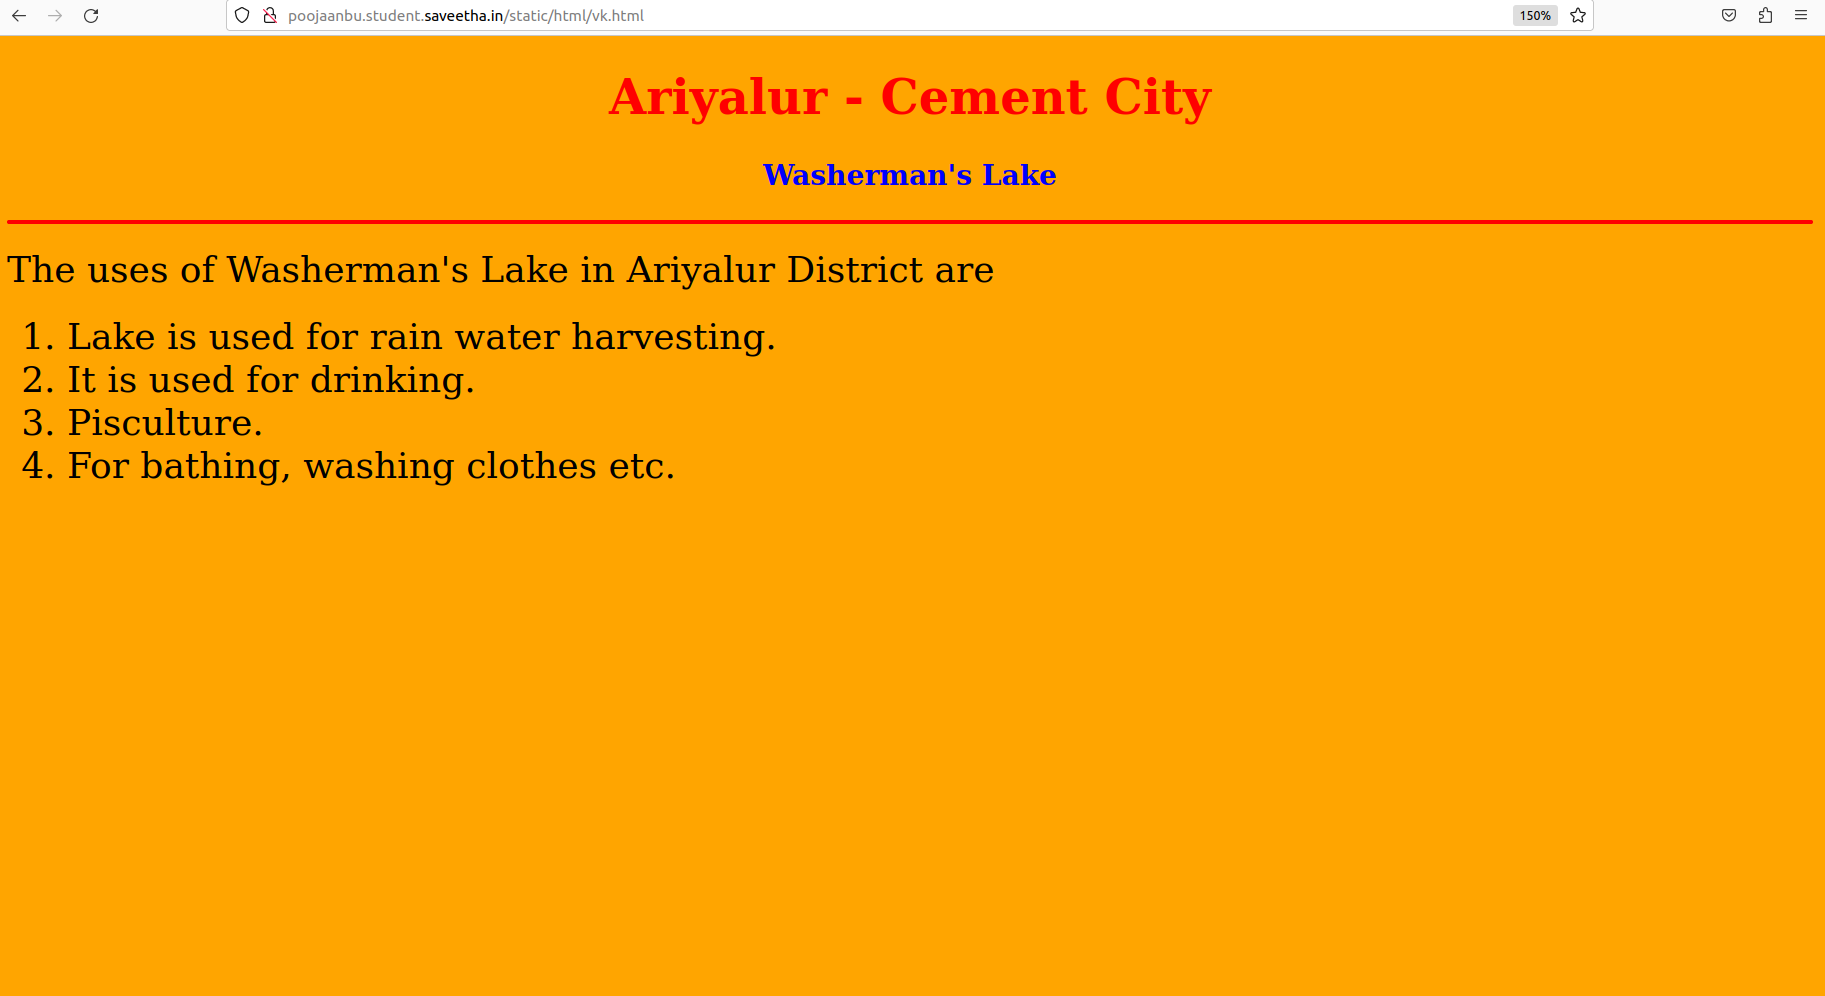 poojaanbu.student.saveetha.in/static/html/vk.html
150%
Ariyalur - Cement City
Washerman's Lake
The uses of Washerman's Lake in Ariyalur District are
1. Lake is used for rain water harvesting.
2. It is used for drinking.
3. Pisculture.
4. For bathing, washing clothes etc.